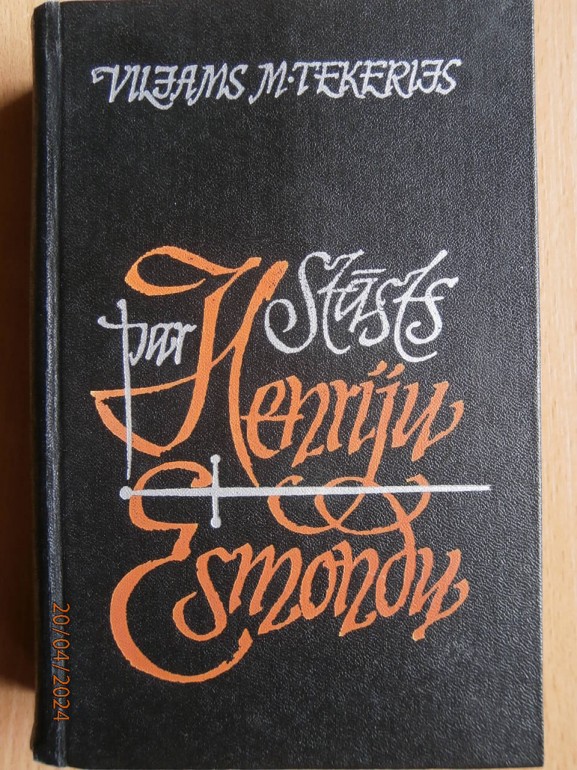 VILJAMS M·TEKERIJS
Stāsts
par
Henriju
Esmondu
20/04/2024